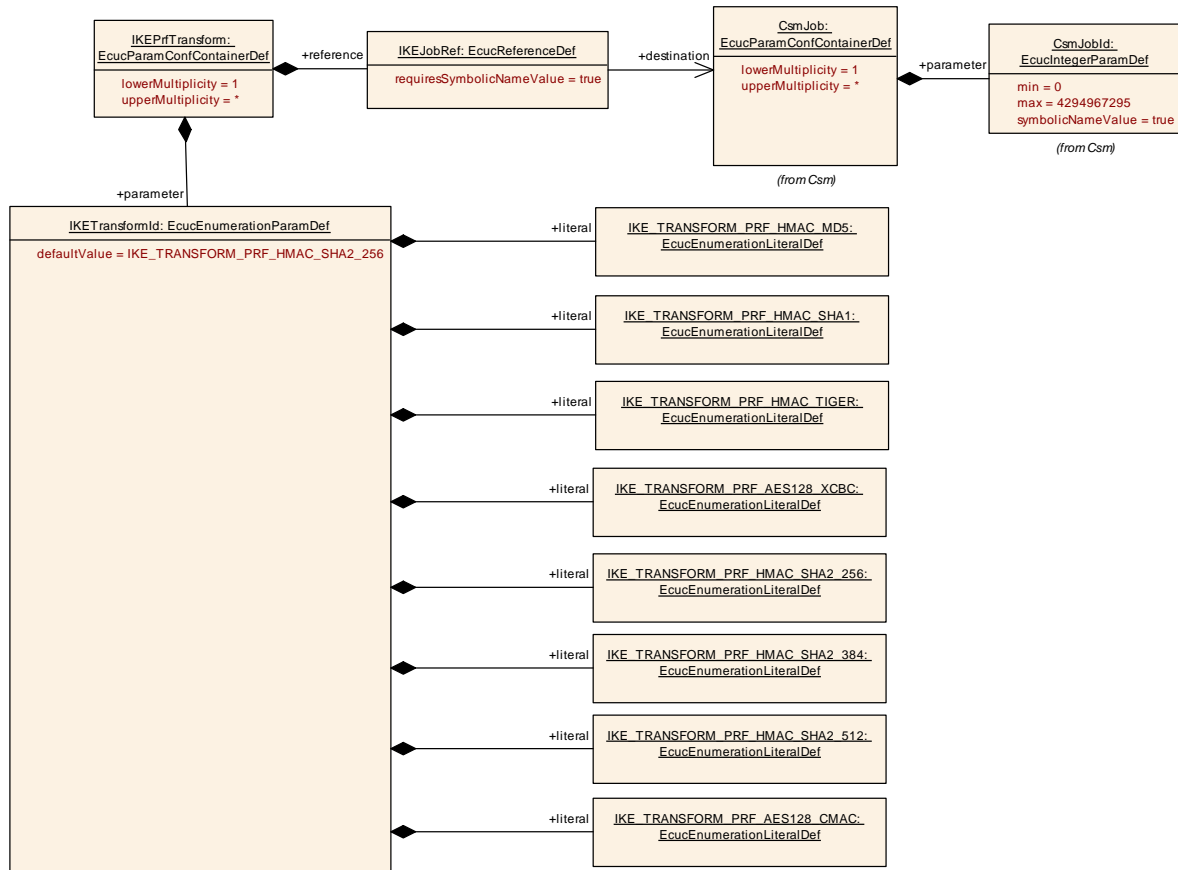 IKEPrfTransform:
EcucParamConfContainerDef
lowerMultiplicity = 1
upperMultiplicity = *
+reference
IKEJobRef: EcucReferenceDef
requiresSymbolicNameValue = true
+destination
CsmJob:
EcucParamConfContainerDef
lowerMultiplicity = 1
upperMultiplicity = *
(from Csm)
+parameter
CsmJobId:
EcucIntegerParamDef
min = 0
max = 4294967295
symbolicNameValue = true
(from Csm)
+parameter
IKETransformId: EcucEnumerationParamDef
defaultValue = IKE_TRANSFORM_PRF_HMAC_SHA2_256
+literal
IKE_TRANSFORM_PRF_HMAC_MD5:
EcucEnumerationLiteralDef
+literal
IKE_TRANSFORM_PRF_HMAC_SHA1:
EcucEnumerationLiteralDef
+literal
IKE_TRANSFORM_PRF_HMAC_TIGER:
EcucEnumerationLiteralDef
+literal
IKE_TRANSFORM_PRF_AES128_XCBC:
EcucEnumerationLiteralDef
+literal
IKE_TRANSFORM_PRF_HMAC_SHA2_256:
EcucEnumerationLiteralDef
+literal
IKE_TRANSFORM_PRF_HMAC_SHA2_384:
EcucEnumerationLiteralDef
+literal
IKE_TRANSFORM_PRF_HMAC_SHA2_512:
EcucEnumerationLiteralDef
+literal
IKE_TRANSFORM_PRF_AES128_CMAC:
EcucEnumerationLiteralDef